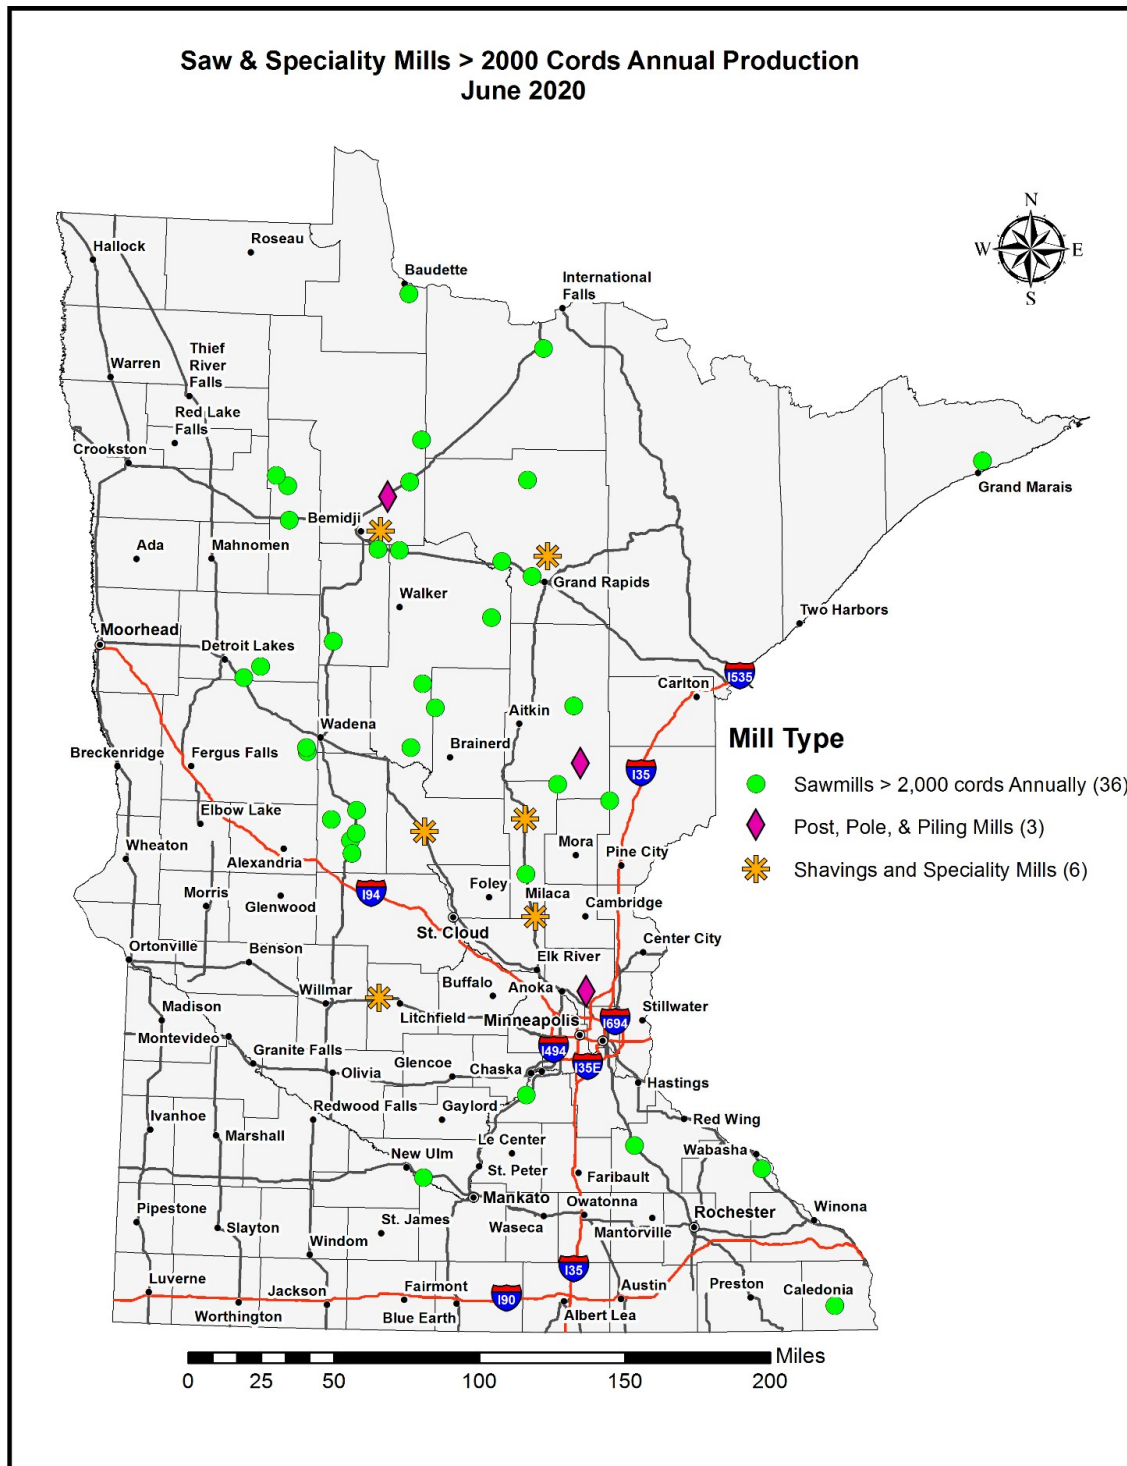 Saw & Speciality Mills > 2000 Cords Annual Production
June 2020
N
W
E
S
Roseau
Hallock
Baudette
International
Falls
Thief
River
Falls
Warren
Red Lake
Falls
Crookston
Grand Marais
Bemidji
Ada
Mahnomen
Grand Rapids
Walker
Two Harbors
Moorhead
Detroit Lakes
I535
Carlton
Aitkin
Wadena
Brainerd
Breckenridge
Fergus Falls
I35
Mill Type
Sawmills > 2,000 cords Annually (36)
Post, Pole, & Piling Mills (3)
Shavings and Speciality Mills (6)
Elbow Lake
Wheaton
Alexandria
Mora
Pine City
Morris
Glenwood
I94
Foley
Milaca
Cambridge
St. Cloud
Center City
Ortonville
Benson
Elk River
Willmar
Buffalo
Anoka
Litchfield
Stillwater
Madison
Minneapolis
I694
Montevideo
I494
Granite Falls
Glencoe
Chaska
I35E
Olivia
Hastings
Redwood Falls
Gaylord
Red Wing
Ivanhoe
Marshall
Le Center
Wabasha
New Ulm
St. Peter
Faribault
Mankato
Owatonna
Rochester
Winona
Pipestone
Slayton
St. James
Waseca
Mantorville
Windom
I35
Luverne
Jackson
Fairmont
I90
Austin
Preston
Caledonia
Worthington
Blue Earth
Albert Lea
Miles
0 25 50 100 150 200